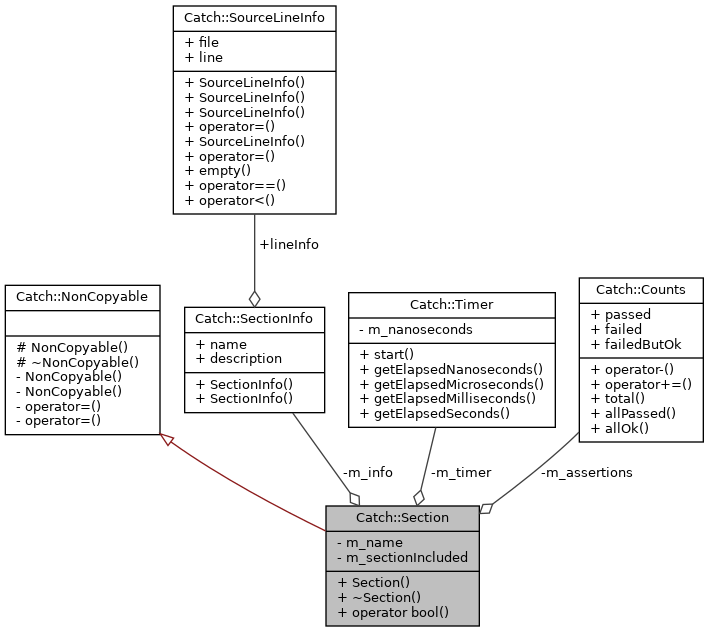 Catch::SourceLineInfo
+ file
+ line
+ SourceLineInfo()
+ SourceLineInfo()
+ SourceLineInfo()
+ operator=()
+ SourceLineInfo()
+ operator=()
+ empty()
+ operator==()
+ operator<()
+lineInfo
Catch::NonCopyable
# NonCopyable()
# ~NonCopyable()
- NonCopyable()
- NonCopyable()
- operator=()
- operator=()
Catch::SectionInfo
+ name
+ description
+ SectionInfo()
+ SectionInfo()
Catch::Timer
- m_nanoseconds
+ start()
+ getElapsedNanoseconds()
+ getElapsedMicroseconds()
+ getElapsedMilliseconds()
+ getElapsedSeconds()
Catch::Counts
+ passed
+ failed
+ failedButOk
+ operator-()
+ operator+=()
+ total()
+ allPassed()
+ allOk()
-m_info
-m_timer
-m_assertions
Catch::Section
- m_name
- m_sectionIncluded
+ Section()
+ ~Section()
+ operator bool()